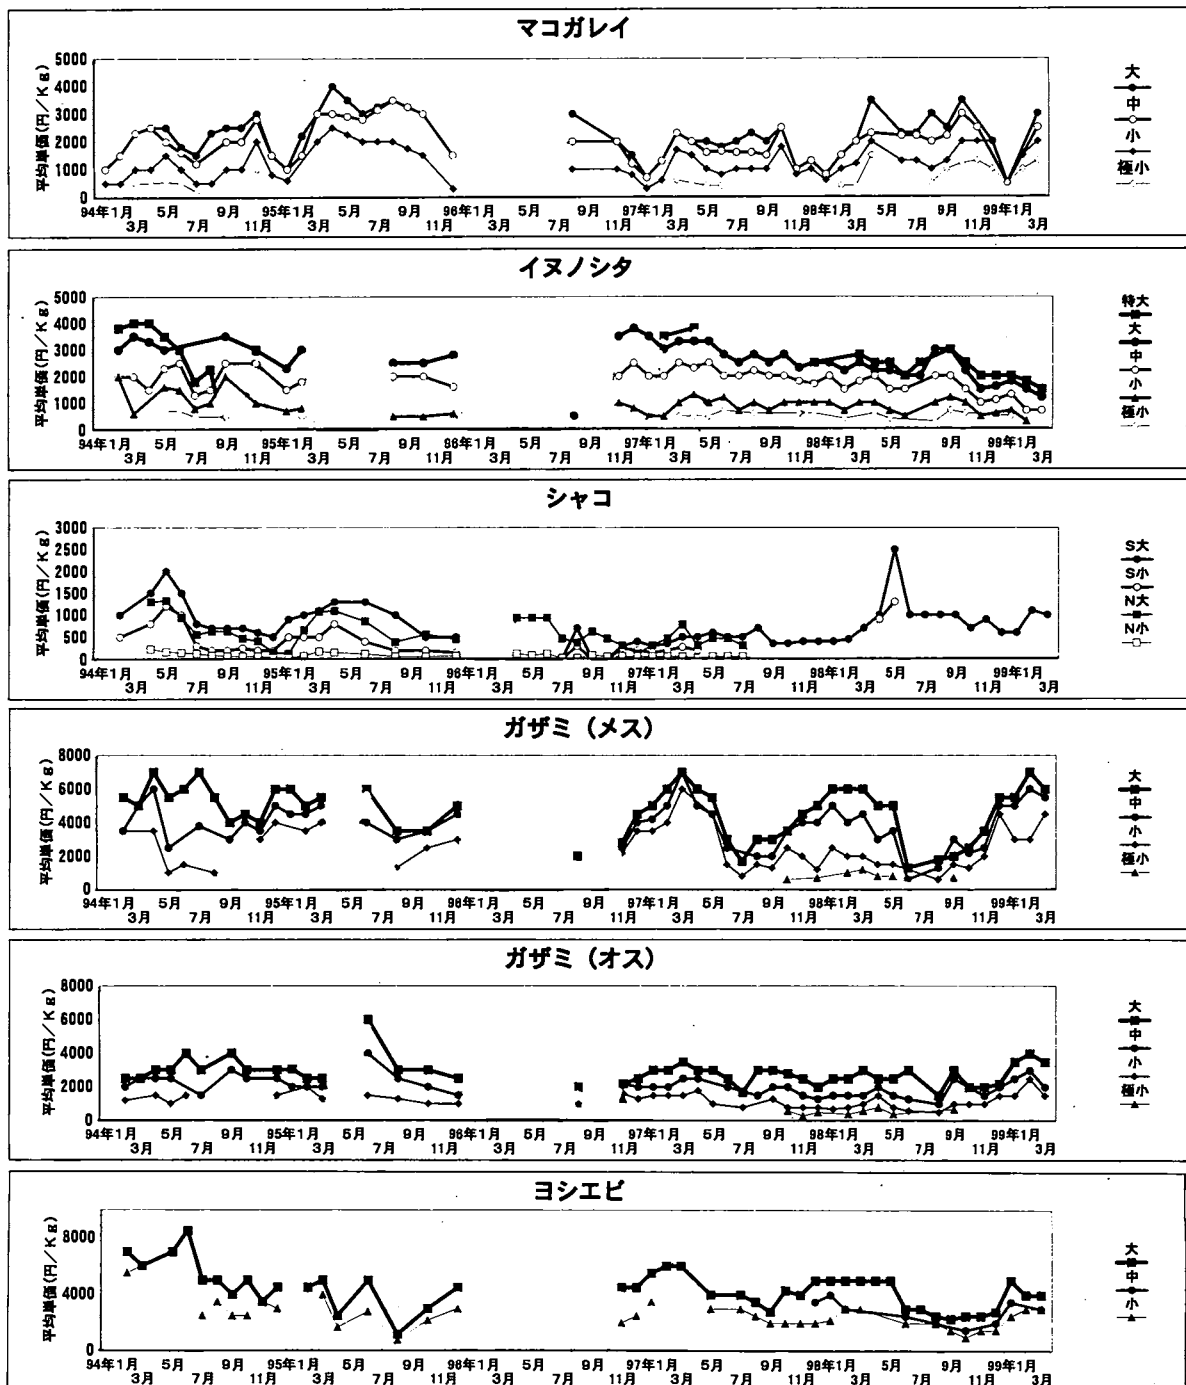 マコガレイ
平均単価(円/Kg)
5000
4000
3000
2000
1000
0
94年1月 5月 9月 95年1月 5月 9月 96年1月 5月 9月 97年1月 5月 9月 98年1月 5月 9月 99年1月
3月 7月 11月 3月 7月 11月 3月 7月 11月 3月 7月 11月 3月 7月 11月 3月
大
中
小
極小
イヌノシタ
平均単価(円/Kg)
5000
4000
3000
2000
1000
0
94年1月 5月 9月 95年1月 5月 9月 96年1月 5月 9月 97年1月 5月 9月 98年1月 5月 9月 99年1月
3月 7月 11月 3月 7月 11月 3月 7月 11月 3月 7月 11月 3月 7月 11月 3月
特大
大
中
小
極小
シャコ
平均単価(円/Kg)
3000
2500
2000
1500
1000
500
0
94年1月 5月 9月 95年1月 5月 9月 96年1月 5月 9月 97年1月 5月 9月 98年1月 5月 9月 99年1月
3月 7月 11月 3月 7月 11月 3月 7月 11月 3月 7月 11月 3月 7月 11月 3月
S大
S小
N大
N小
ガザミ(メス)
平均単価(円/Kg)
8000
6000
4000
2000
0
94年1月 5月 9月 95年1月 5月 9月 96年1月 5月 9月 97年1月 5月 9月 98年1月 5月 9月 99年1月
3月 7月 11月 3月 7月 11月 3月 7月 11月 3月 7月 11月 3月 7月 11月 3月
大
中
小
極小
ガザミ(オス)
平均単価(円/Kg)
8000
6000
4000
2000
0
94年1月 5月 9月 95年1月 5月 9月 96年1月 5月 9月 97年1月 5月 9月 98年1月 5月 9月 99年1月
3月 7月 11月 3月 7月 11月 3月 7月 11月 3月 7月 11月 3月 7月 11月 3月
大
中
小
極小
ヨシエビ
平均単価(円/Kg)
8000
4000
0
94年1月 5月 9月 95年1月 5月 9月 96年1月 5月 9月 97年1月 5月 9月 98年1月 5月 9月 99年1月
3月 7月 11月 3月 7月 11月 3月 7月 11月 3月 7月 11月 3月 7月 11月 3月
大
中
小